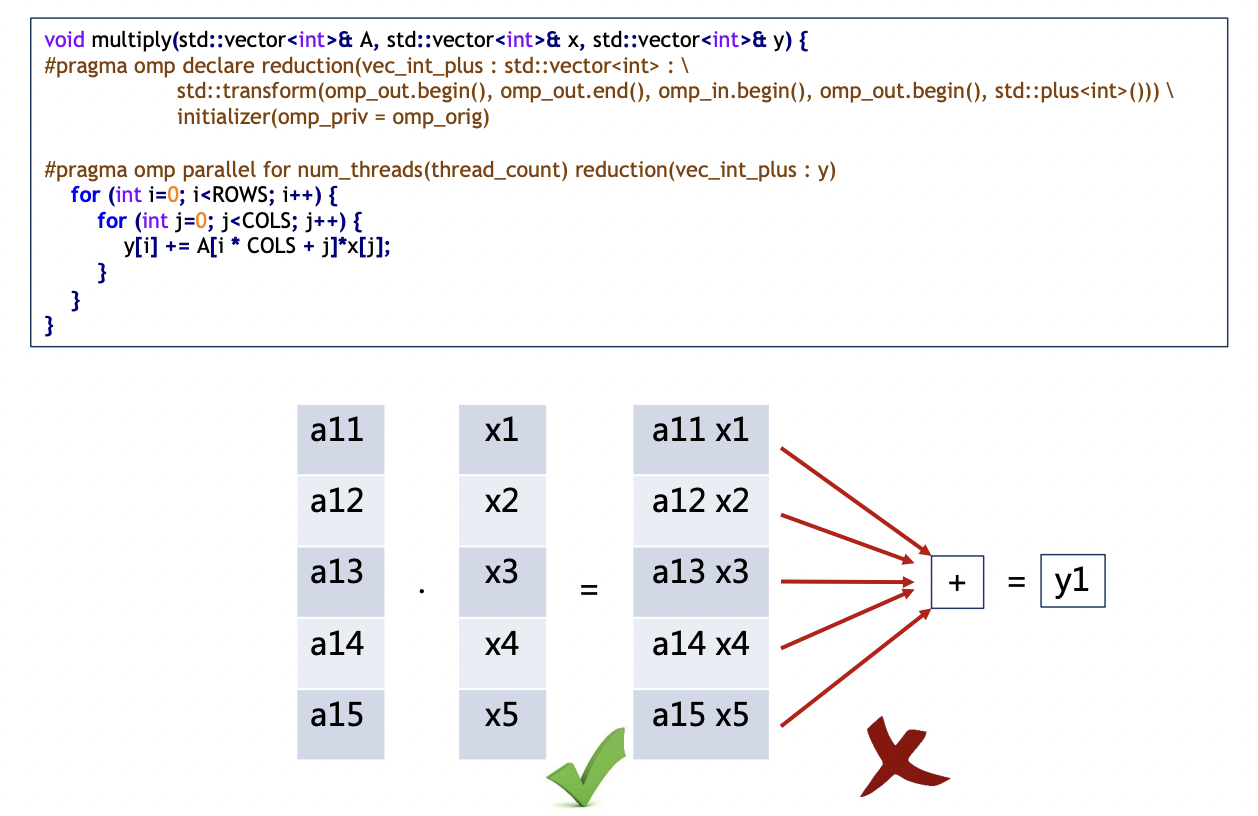 void multiply(std::vector<int>& A, std::vector<int>& x, std::vector<int>& y) {
#pragma omp declare reduction(vec_int_plus : std::vector<int> : \
std::transform(omp_out.begin(), omp_out.end(), omp_in.begin(), omp_out.begin(), std::plus<int>())) \
initializer(omp_priv = omp_orig)
#pragma omp parallel for num_threads(thread_count) reduction(vec_int_plus : y)
for (int i=0; i<ROWS; i++) {
for (int j=0; j<COLS; j++) {
y[i] += A[i * COLS + j]*x[j];
}
}
}
a11 x1 a11 x1
a12 x2 a12 x2
a13 . x3 = a13 x3 + = y1
a14 x4 a14 x4
a15 x5 a15 x5